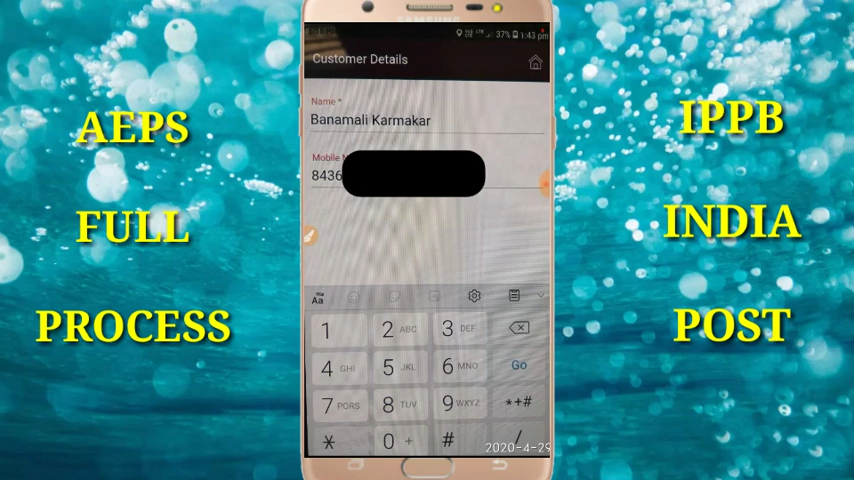 AEPS
FULL
PROCESS
SAMSUNG
37% 1:43 pm
Customer Details
Name *
Banamali Karmakar
Mobile N
8436
Aa
1
2 ABC
3 DEF
4 GHI
5 JKL
6 MNO
Go
7 PQRS
8 TUV
9 WXYZ
*+#
*
0 +
#
/
2020-4-29
IPPB
INDIA
POST